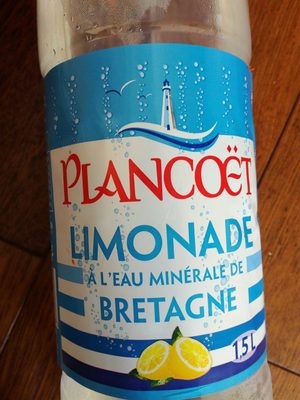 PLANCOËT
LIMONADE
À L'EAU MINÉRALE DE
BRETAGNE
1,5 L